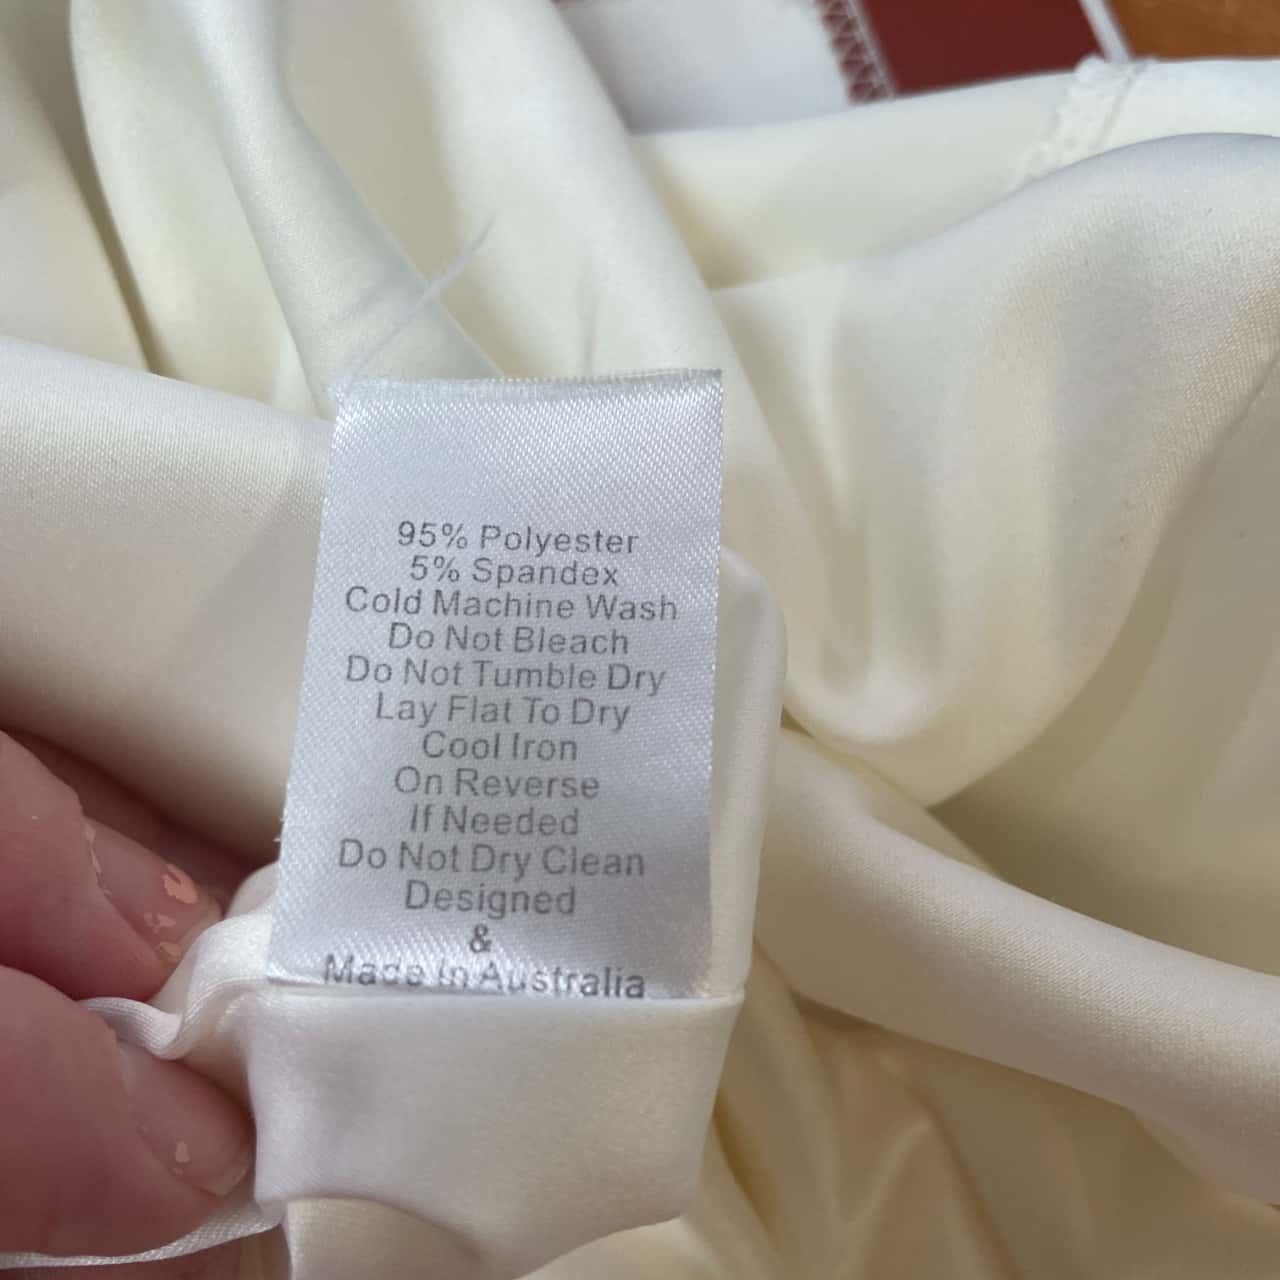 95% Polyester
5% Spandex
Cold Machine Wash
Do Not Bleach
Do Not Tumble Dry
Lay Flat To Dry
Cool Iron
On Reverse
If Needed
Do Not Dry Clean
Designed
&
Made In Australia